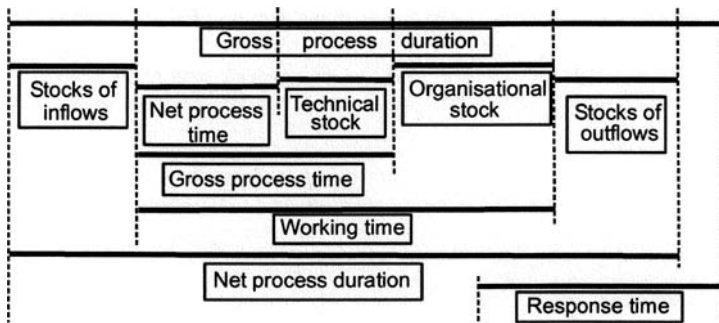 Gross process duration
Stocks of
inflows
Net process
time
Technical
stock
Organisational
stock
Stocks of
outflows
Gross process time
Working time
Net process duration
Response time